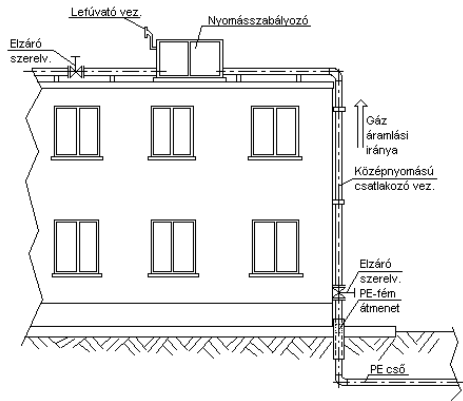 Lefúvató vez.
Nyomásszabályozó
Elzáró
szerelv.
Gáz
áramlási
iránya
Középnyomású
csatlakozó vez.
Elzáró
szerelv.
PE-fém
átmenet
PE cső